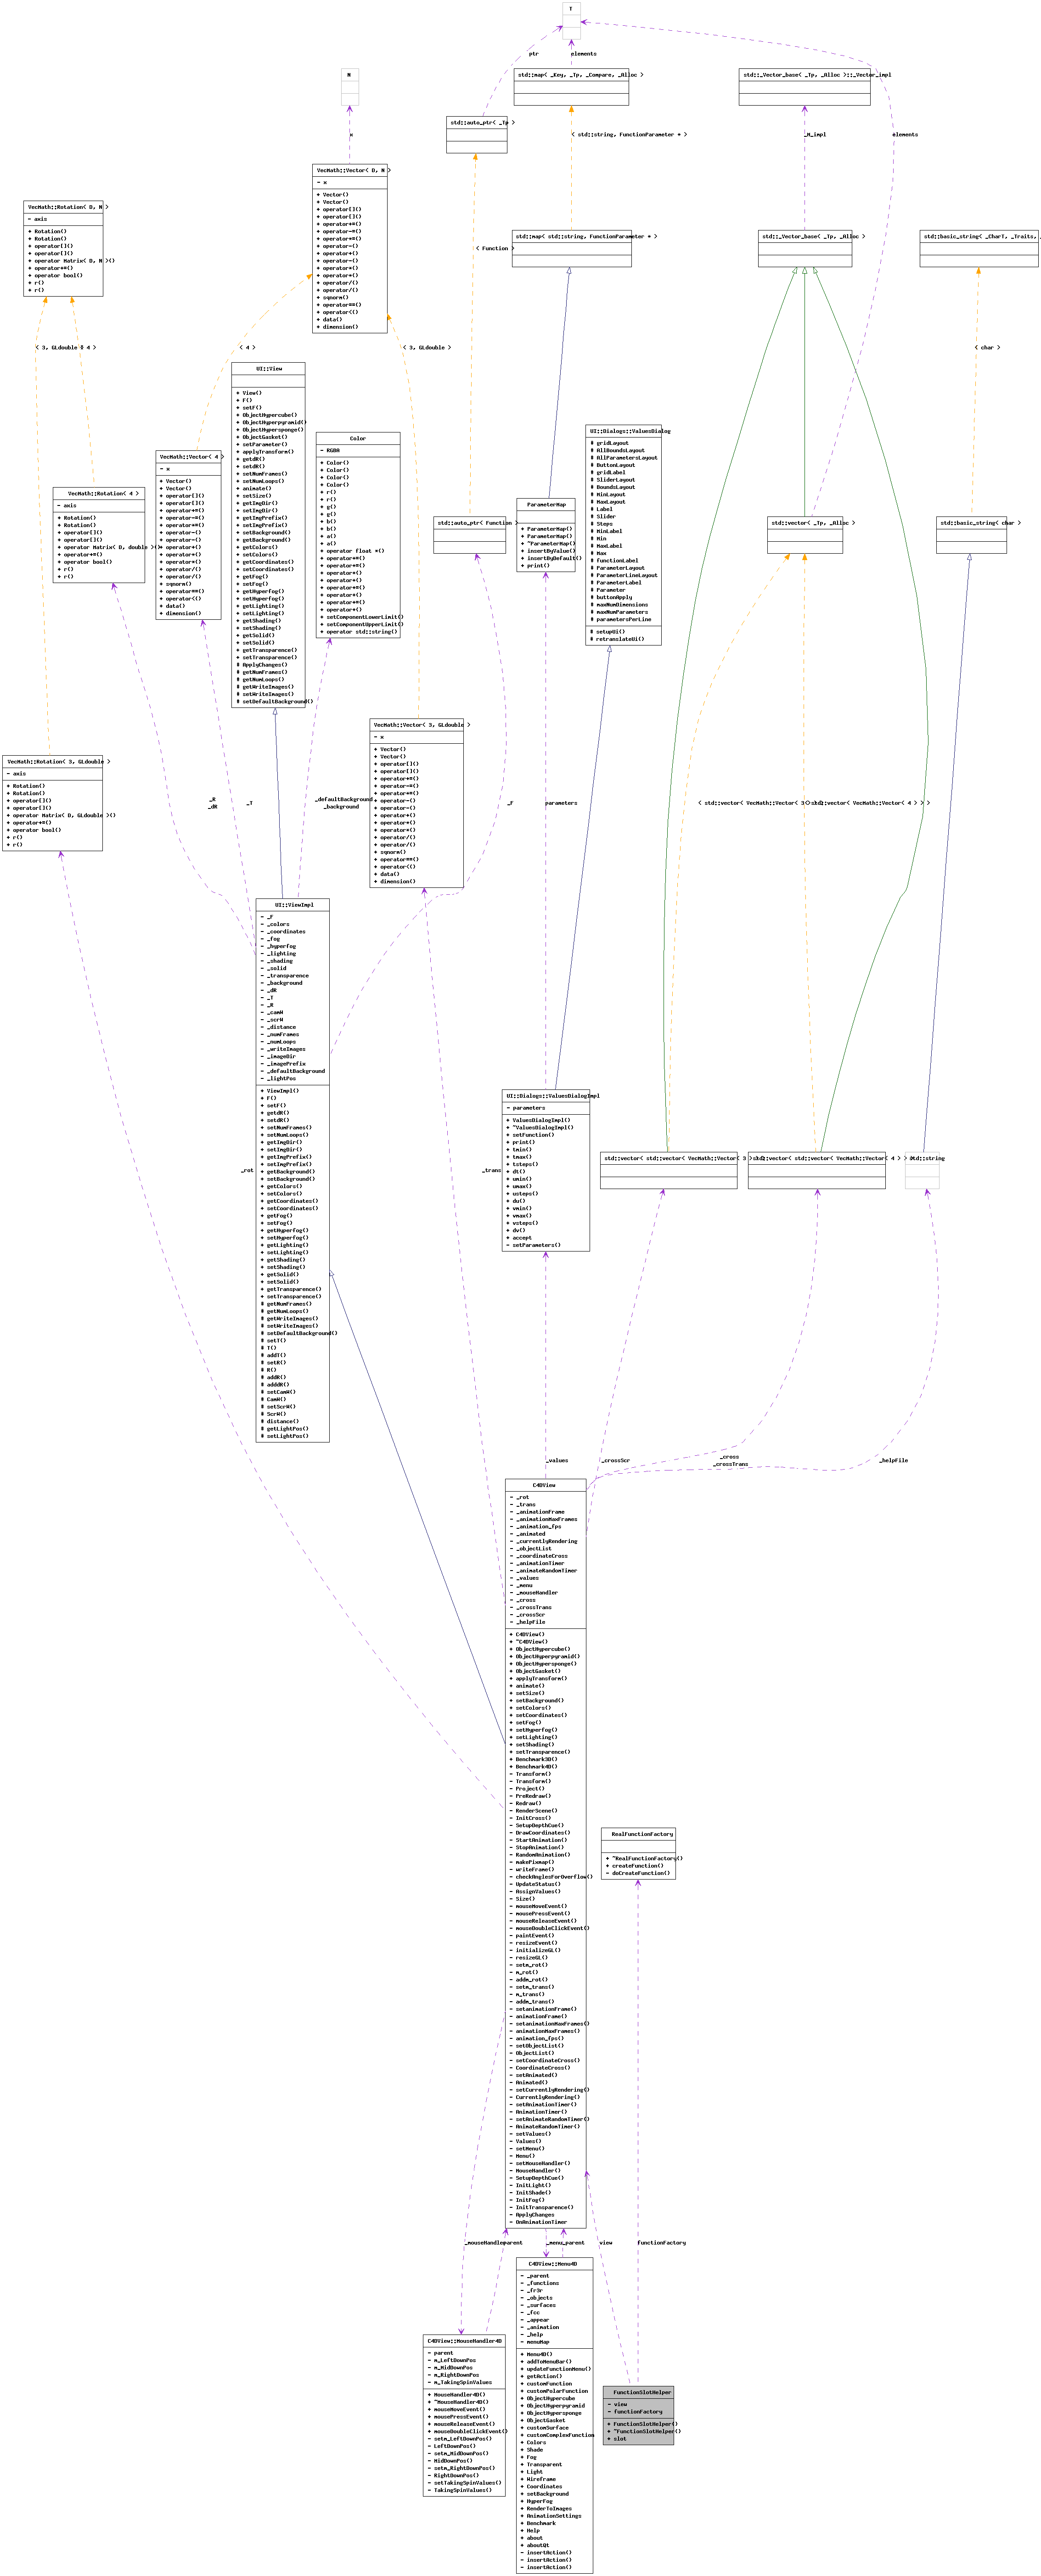 T
ptr
elements
N
std::map< _Key, _Tp, _Compare, _Alloc >
std::_Vector_base< _Tp, _Alloc >::_Vector_impl
std::auto_ptr< _Tp >
x
< std::string, FunctionParameter * >
_M_impl
elements
VecMath::Vector< D, N >
- x
+ Vector()
+ Vector()
+ operator[]()
+ operator[]()
+ operator+=()
+ operator-=()
+ operator*=()
+ operator-()
+ operator+()
+ operator-()
+ operator*()
+ operator*()
+ operator/()
+ operator/()
+ sqnorm()
+ operator==()
+ operator<()
+ data()
+ dimension()
VecMath::Rotation< D, N >
- axis
+ Rotation()
+ Rotation()
+ operator[]()
+ operator[]()
+ operator Matrix< D, N >()
+ operator+=()
+ operator bool()
+ r()
+ r()
< Function >
std::map< std::string, FunctionParameter * >
std::_Vector_base< _Tp, _Alloc >
std::basic_string< _CharT, _Traits,
< 3, GLdouble >
< 4 >
< 4 >
< 3, GLdouble >
< char >
UI::View
+ View()
+ F()
+ setF()
+ ObjectHypercube()
+ ObjectHyperpyramid()
+ ObjectHypersponge()
+ ObjectGasket()
+ setParameter()
+ applyTransform()
+ getdR()
+ setdR()
+ setNumFrames()
+ setNumLoops()
+ animate()
+ setSize()
+ getImgDir()
+ setImgDir()
+ getImgPrefix()
+ setImgPrefix()
+ setBackground()
+ getBackground()
+ getColors()
+ setColors()
+ getCoordinates()
+ setCoordinates()
+ getFog()
+ setFog()
+ getHyperfog()
+ setHyperfog()
+ getLighting()
+ setLighting()
+ getShading()
+ setShading()
+ getSolid()
+ setSolid()
+ getTransparence()
+ setTransparence()
# ApplyChanges()
# getNumFrames()
# getNumLoops()
# getWriteImages()
# setWriteImages()
# setDefaultBackground()
Color
- RGBA
+ Color()
+ Color()
+ Color()
+ Color()
+ r()
+ r()
+ g()
+ g()
+ b()
+ b()
+ a()
+ a()
+ operator float *()
+ operator+=()
+ operator*=()
+ operator+()
+ operator+()
+ operator*=()
+ operator*()
+ operator+=()
+ operator+()
+ setComponentLowerLimit()
+ setComponentUpperLimit()
+ operator std::string()
UI::Dialogs::ValuesDialog
# gridLayout
# AllBoundsLayout
# AllParametersLayout
# ButtonLayout
# gridLabel
# SliderLayout
# BoundsLayout
# MinLayout
# MaxLayout
# Label
# Slider
# Steps
# MinLabel
# Min
# MaxLabel
# Max
# functionLabel
# ParameterLayout
# ParameterLineLayout
# ParameterLabel
# Parameter
# buttonApply
# maxNumDimensions
# maxNumParameters
# parametersPerLine
# setupUi()
# retranslateUi()
VecMath::Vector< 4 >
- x
+ Vector()
+ Vector()
+ operator[]()
+ operator[]()
+ operator+=()
+ operator-=()
+ operator*=()
+ operator-()
+ operator-()
+ operator+()
+ operator+()
+ operator*()
+ operator/()
+ operator/()
+ sqnorm()
+ operator==()
+ operator<()
+ data()
+ dimension()
VecMath::Rotation< 4 >
- axis
+ Rotation()
+ Rotation()
+ operator[]()
+ operator[]()
+ operator Matrix< D, double >()
+ operator+=()
+ operator bool()
+ r()
+ r()
ParameterMap
+ ParameterMap()
+ ParameterMap()
+ ~ParameterMap()
+ insertByValue()
+ insertByDefault()
+ print()
std::auto_ptr< Function >
std::vector< _Tp, _Alloc >
std::basic_string< char >
VecMath::Vector< 3, GLdouble >
- x
+ Vector()
+ Vector()
+ operator[]()
+ operator[]()
+ operator+=()
+ operator-=()
+ operator*=()
+ operator-()
+ operator-()
+ operator+()
+ operator*()
+ operator*()
+ operator/()
+ operator/()
+ sqnorm()
+ operator==()
+ operator<()
+ data()
+ dimension()
VecMath::Rotation< 3, GLdouble >
- axis
+ Rotation()
+ Rotation()
+ operator[]()
+ operator[]()
+ operator Matrix< D, GLdouble >()
+ operator+=()
+ operator bool()
+ r()
+ r()
_R
_dR
_T
_defaultBackground
_background
_F
parameters
< std::vector< VecMath::Vector< 3
std::vector< VecMath::Vector< 4 > > >
UI::ViewImpl
- _F
- _colors
- _coordinates
- _fog
- _hyperfog
- _lighting
- _shading
- _solid
- _transparence
- _background
- _dR
- _T
- _R
- _camW
- _scrW
- _distance
- _numFrames
- _numLoops
- _writeImages
- _imageDir
- _imagePrefix
- _defaultBackground
- _lightPos
+ ViewImpl()
+ F()
+ setF()
+ getdR()
+ setdR()
+ setNumFrames()
+ setNumLoops()
+ getImgDir()
+ setImgDir()
+ getImgPrefix()
+ setImgPrefix()
+ getBackground()
+ setBackground()
+ getColors()
+ setColors()
+ getCoordinates()
+ setCoordinates()
+ getFog()
+ setFog()
+ getHyperfog()
+ setHyperfog()
+ getLighting()
+ setLighting()
+ getShading()
+ setShading()
+ getSolid()
+ setSolid()
+ getTransparence()
+ setTransparence()
# getNumFrames()
# getNumLoops()
# getWriteImages()
# setWriteImages()
# setDefaultBackground()
# setT()
# T()
# addT()
# setR()
# R()
# addR()
# adddR()
# setCamW()
# CamW()
# setScrW()
# ScrW()
# distance()
# getLightPos()
# setLightPos()
UI::Dialogs::ValuesDialogImpl
- parameters
+ ValuesDialogImpl()
+ ~ValuesDialogImpl()
+ setFunction()
+ print()
+ tmin()
+ tmax()
+ tsteps()
+ dt()
+ umin()
+ umax()
+ usteps()
+ du()
+ vmin()
+ vmax()
+ vsteps()
+ dv()
+ accept
- setParameters()
std::vector< std::vector< VecMath::Vector< 3
std::vector< std::vector< VecMath::Vector< 4 > > >
std::string
_rot
_trans
_values
_crossScr
_cross
_crossTrans
_helpFile
C4DView
- _rot
- _trans
- _animationFrame
- _animationMaxFrames
- _animation_fps
- _animated
- _currentlyRendering
- _objectList
- _coordinateCross
- _animationTimer
- _animateRandomTimer
- _values
- _menu
- _mouseHandler
- _cross
- _crossTrans
- _crossScr
- _helpFile
+ C4DView()
+ ~C4DView()
+ ObjectHypercube()
+ ObjectHyperpyramid()
+ ObjectHypersponge()
+ ObjectGasket()
+ applyTransform()
+ animate()
+ setSize()
+ setBackground()
+ setColors()
+ setCoordinates()
+ setFog()
+ setHyperfog()
+ setLighting()
+ setShading()
+ setTransparence()
+ Benchmark3D()
+ Benchmark4D()
- Transform()
- Transform()
- Project()
- PreRedraw()
- Redraw()
- RenderScene()
- InitCross()
- SetupDepthCue()
- DrawCoordinates()
- StartAnimation()
- StopAnimation()
- RandomAnimation()
- makePixmap()
- writeFrame()
- checkAnglesForOverflow()
- UpdateStatus()
- AssignValues()
- Size()
- mouseMoveEvent()
- mousePressEvent()
- mouseReleaseEvent()
- mouseDoubleClickEvent()
- paintEvent()
- resizeEvent()
- initializeGL()
- resizeGL()
- setm_rot()
- m_rot()
- addm_rot()
- setm_trans()
- m_trans()
- addm_trans()
- setanimationFrame()
- animationFrame()
- setanimationMaxFrames()
- animationMaxFrames()
- animation_fps()
- setObjectList()
- ObjectList()
- setCoordinateCross()
- CoordinateCross()
- setAnimated()
- Animated()
- setCurrentlyRendering()
- CurrentlyRendering()
- setAnimationTimer()
- AnimationTimer()
- setAnimateRandomTimer()
- AnimateRandomTimer()
- setValues()
- Values()
- setMenu()
- Menu()
- setMouseHandler()
- MouseHandler()
- SetupDepthCue()
- InitLight()
- InitShade()
- InitFog()
- InitTransparence()
- ApplyChanges
- OnAnimationTimer
RealFunctionFactory
+ ~RealFunctionFactory()
+ createFunction()
- doCreateFunction()
_mouseHandler
parent
_menu
_parent
view
functionFactory
C4DView::MouseHandler4D
- parent
- m_LeftDownPos
- m_MidDownPos
- m_RightDownPos
- m_TakingSpinValues
+ MouseHandler4D()
+ ~MouseHandler4D()
+ mouseMoveEvent()
+ mousePressEvent()
+ mouseReleaseEvent()
+ mouseDoubleClickEvent()
- setm_LeftDownPos()
- LeftDownPos()
- setm_MidDownPos()
- MidDownPos()
- setm_RightDownPos()
- RightDownPos()
- setTakingSpinValues()
- TakingSpinValues()
C4DView::Menu4D
- _parent
- _functions
- _fr3r
- _objects
- _surfaces
- _fcc
- _appear
- _animation
- _help
- menuMap
+ Menu4D()
+ addToMenuBar()
+ updateFunctionMenu()
+ getAction()
+ customFunction
+ customPolarFunction
+ ObjectHypercube
+ ObjectHyperpyramid
+ ObjectHypersponge
+ ObjectGasket
+ customSurface
+ customComplexFunction
+ Colors
+ Shade
+ Fog
+ Transparent
+ Light
+ Wireframe
+ Coordinates
+ setBackground
+ HyperFog
+ RenderToImages
+ AnimationSettings
+ Benchmark
+ Help
+ about
+ aboutQt
- insertAction()
- insertAction()
- insertAction()
FunctionSlotHelper
- view
- functionFactory
+ FunctionSlotHelper()
+ ~FunctionSlotHelper()
+ slot